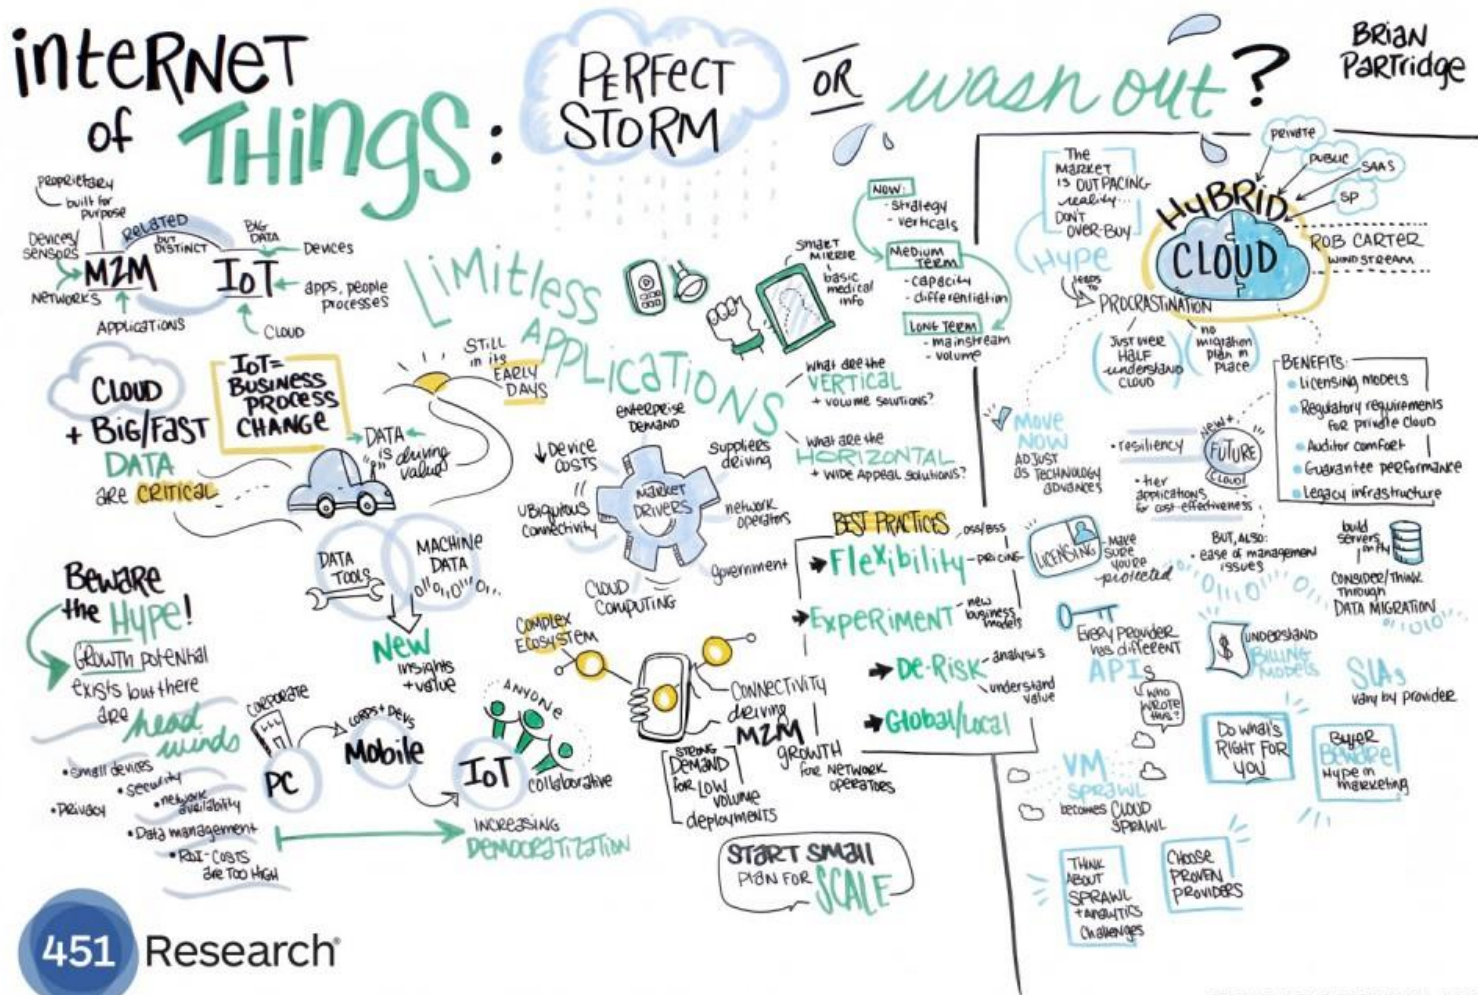 INTERNET
of THINGS:
PERFECT
STORM
OR
wash out?
BRIAN
PARTRIDGE
PROPRIETARY
built for
purpose
DEVICES/
SENSORS
M2M
NETWORKS
APPLICATIONS
RELATED
BUT
DISTINCT
BIG
DATA
IoT
DEVICES
apps, people
processes
CLOUD
CLOUD
+ BIG/FAST
DATA
are CRITICAL
IoT=
BUSINESS
PROCESS
CHANGE
DATA
is driving
value
STILL
in its
EARLY
DAYS
LIMITLESS
APPLICATIONS
SMART
MIRROR
basic
medical
info
NOW:
- strategy
- verticals
MEDIUM
TERM
- capacity
- differentiation
LONG TERM
- mainstream
- volume
What are the
VERTICAL
+ volume solutions?
What are the
HORIZONTAL
+ WIDE APPEAL solutions?
MARKET
DRIVERS
ENTERPRISE
DEMAND
SUPPLIERS
driving
network
operators
government
CLOUD
COMPUTING
UBIQUITOUS
Connectivity
DEVICE
COSTS
DATA
TOOLS
MACHINE
DATA
NEW
insights
+ value
BEWARE
the HYPE!
GROWTH potential
exists but there
are head
winds
• small devices
• security
• network
availability
• PRIVACY
• Data management
• ROI - COSTS
are TOO HIGH
CORPORATE
PC
CORPS + DEVS
Mobile
IoT
ANYONE
collaborative
INCREASING
DEMOCRATIZATION
COMPLEX
ECOSYSTEM
CONNECTIVITY
driving
M2M
GROWTH
for NETWORK
OPERATORS
STRONG
DEMAND
for LOW
VOLUME
deployments
START SMALL
PLAN FOR SCALE
BEST PRACTICES
Flexibility
OSS/BSS
PRICING
EXPERIMENT
new
business
models
De-RISK
analysis
understand
value
Global/Local
451 Research
The
MARKET
IS OUTPACING
reality...
DON'T
OVER-BUY
Hype
LEADS
TO
PROCRASTINATION
JUST OVER
HALF
understand
CLOUD
no
migration
plan in
place
HYBRID
CLOUD
PRIVATE
PUBLIC
SAAS
SP
ROB CARTER
WINDSTREAM
BENEFITS:
• Licensing models
• Regulatory requirements
for private cloud
• Auditor comfort
• Guarantee performance
• Legacy infrastructure
MOVE
NOW
ADJUST
as TECHNOLOGY
advances
NEW +
FUTURE
CLOUD!
• resiliency
• tier
applications
for cost-effectiveness
BUT, ALSO:
• ease of management
issues
LICENSING
MAKE
SURE
YOU'RE
protected
build
servers
on fly
CONSIDER/THINK
Through
DATA MIGRATION
EVERY PROVIDER
has different
APIs
WHO
WROTE
this?
UNDERSTAND
BILLING
MODELS
SLAs
vary by provider
VM
SPRAWL
becomes CLOUD
SPRAWL
Do what's
RIGHT FOR
YOU
BUYER
BEWARE
Hype in
marketing
THINK
ABOUT
SPRAWL
+ ANALYTICS
challenges
CHOOSE
PROVEN
PROVIDERS